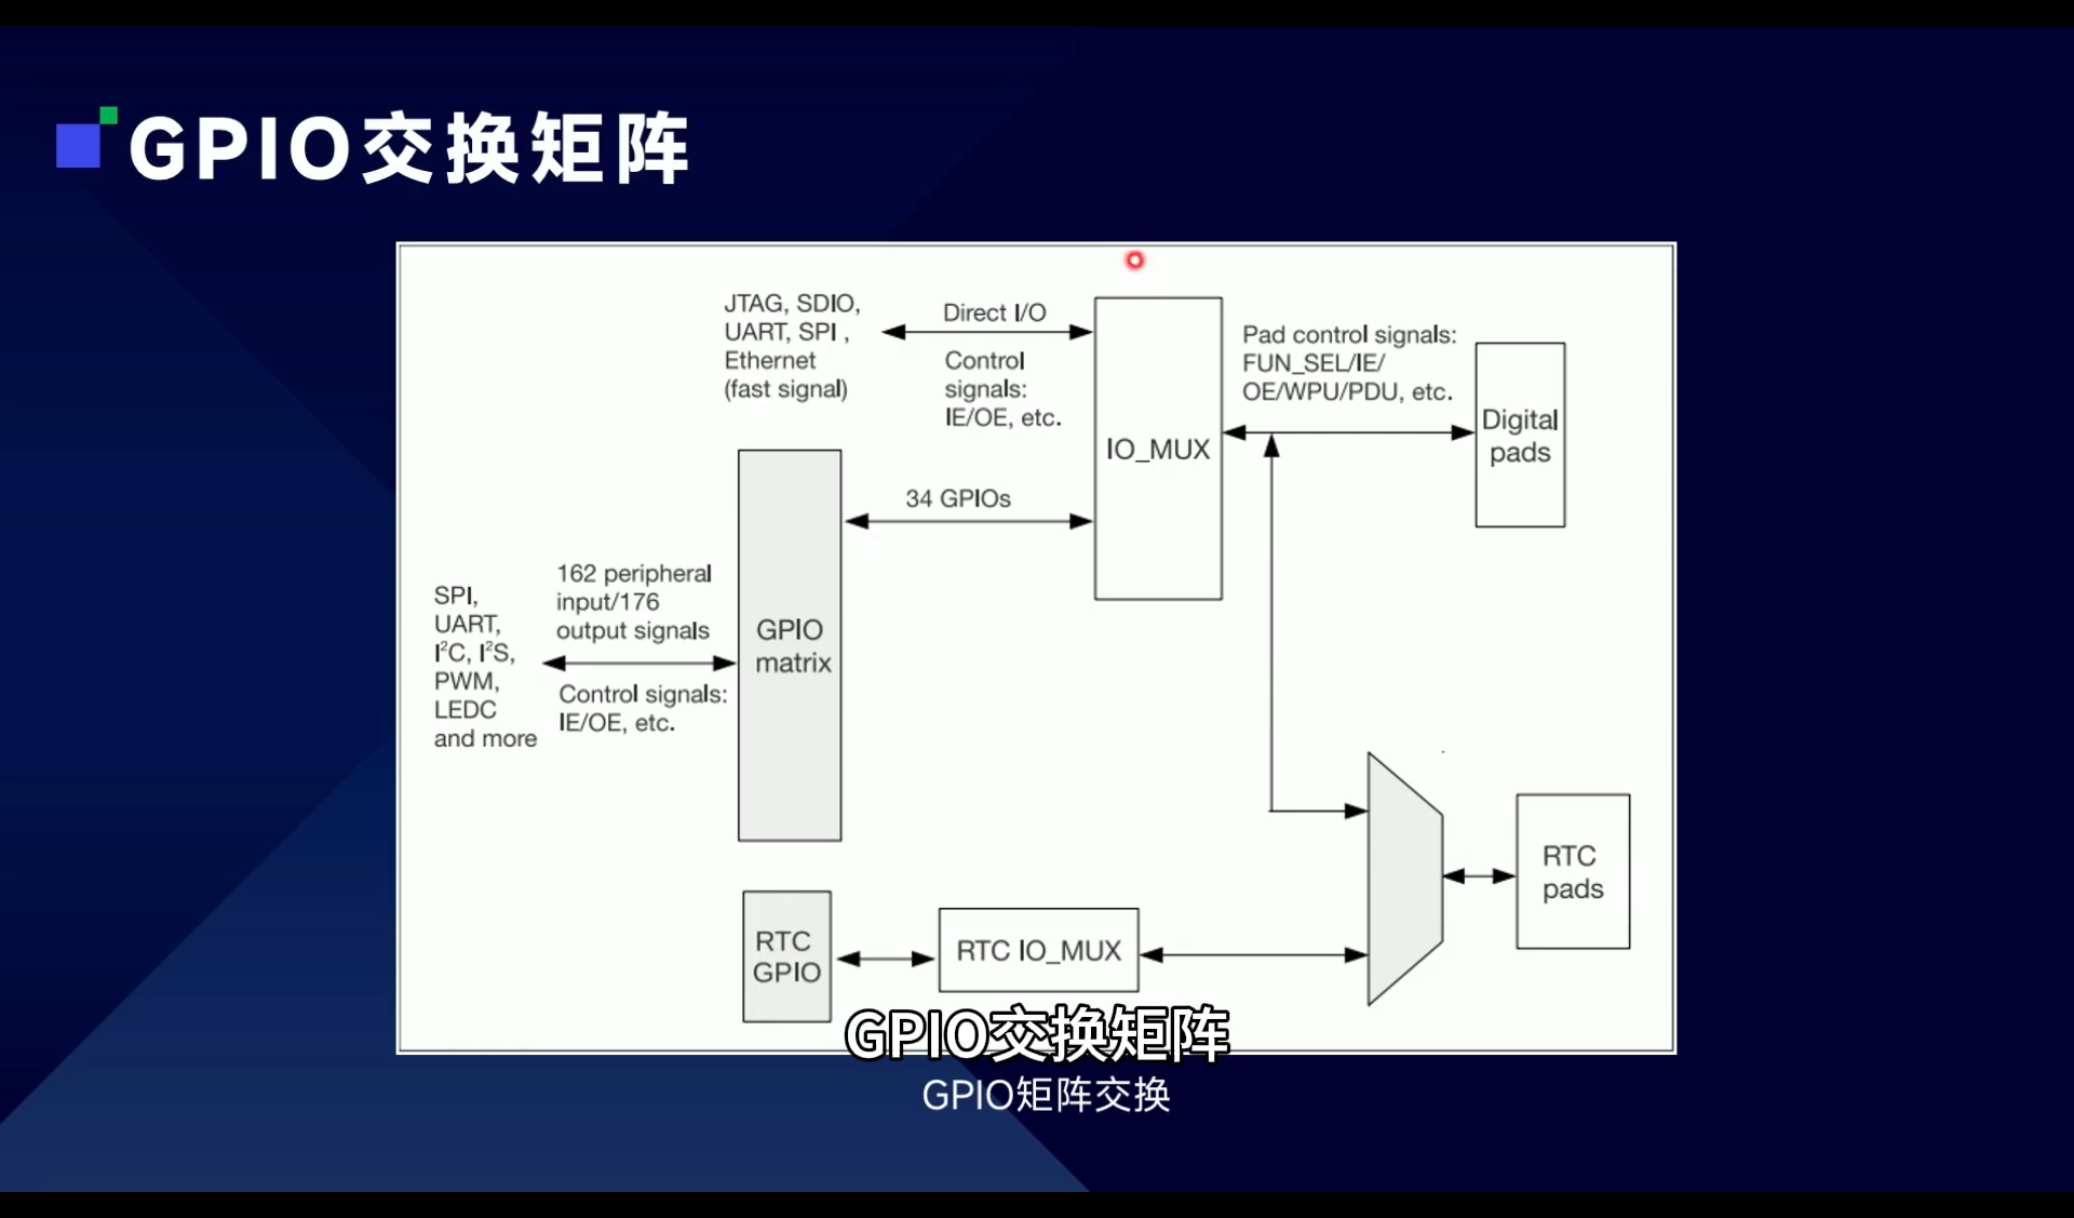 GPIO交换矩阵
JTAG, SDIO,
UART, SPI ,
Ethernet
(fast signal)
Direct I/O
Control
signals:
IE/OE, etc.
IO_MUX
Pad control signals:
FUN_SEL/IE/
OE/WPU/PDU, etc.
Digital
pads
34 GPIOs
SPI,
UART,
I²C, I²S,
PWM,
LEDC
and more
162 peripheral
input/176
output signals
Control signals:
IE/OE, etc.
GPIO
matrix
RTC
GPIO
RTC IO_MUX
RTC
pads
GPIO交换矩阵
GPIO矩阵交换